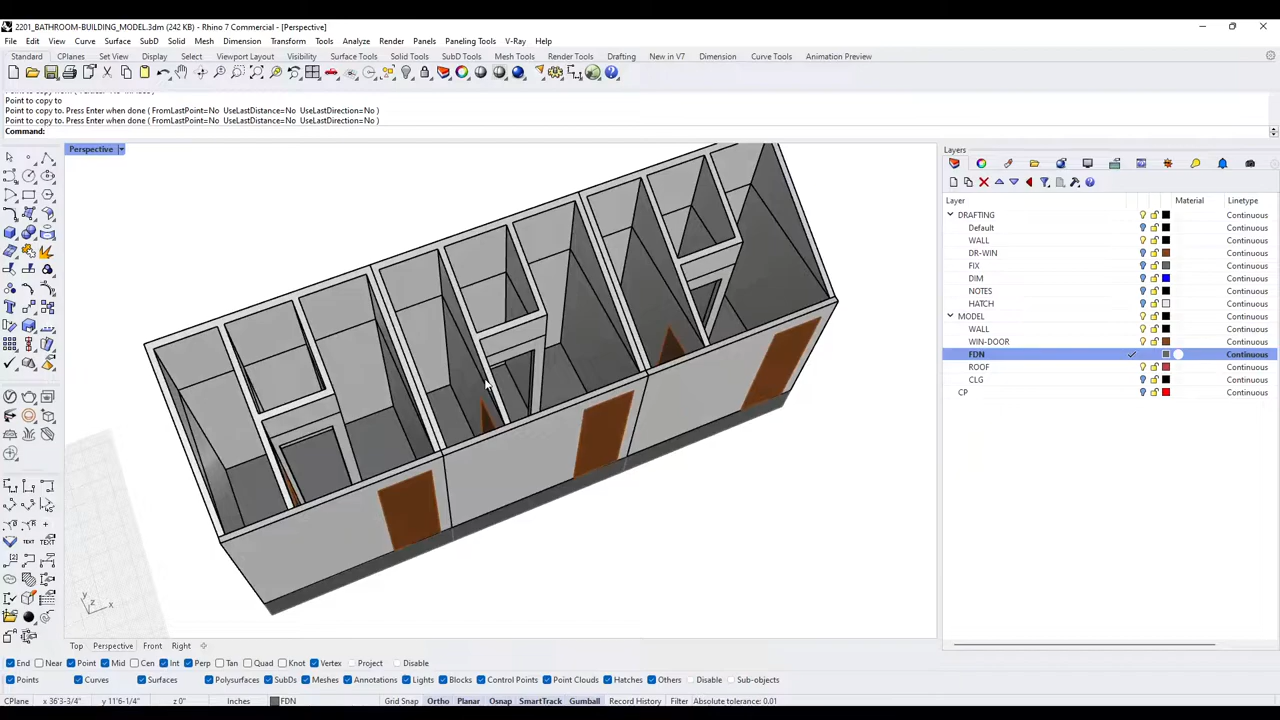 2201_BATHROOM-BUILDING_MODEL.3dm (242 KB) - Rhino 7 Commercial - [Perspective]
File Edit View Curve Surface SubD Solid Mesh Dimension Transform Tools Analyze Render Panels Paneling Tools V-Ray Help
Standard CPlanes Set View Display Select Viewport Layout Visibility Transform Curve Tools Surface Tools Solid Tools SubD Tools Mesh Tools Render Tools Drafting New in V7
Point to copy to
Point to copy to. Press Enter when done ( FromLastPoint=No UseLastDistance=No UseLastDirection=No )
Point to copy to. Press Enter when done ( FromLastPoint=No UseLastDistance=No UseLastDirection=No )
Command:
Perspective
Layers
Layer Material Linetype
DRAFTING Continuous
Default Continuous
WALL Continuous
DR-WIN Continuous
FIX Continuous
DIM Continuous
NOTES Continuous
HATCH Continuous
MODEL Continuous
WALL Continuous
WIN-DOOR Continuous
FDN Continuous
ROOF Continuous
CLG Continuous
CP Continuous
y
z
x
Top Perspective Front Right
End Near Point Mid Cen Int Perp Tan Quad Knot Vertex Project Disable
Points Curves Surfaces Polysurfaces SubDs Meshes Annotations Lights Blocks Control Points Point Clouds Hatches Others Disable Sub-objects
CPlane x 36'3-3/4" y 11'6-1/4" z 0" Inches FDN Grid Snap Ortho Planar Osnap SmartTrack Gumball Record History Filter Absolute tolerance: 0.01